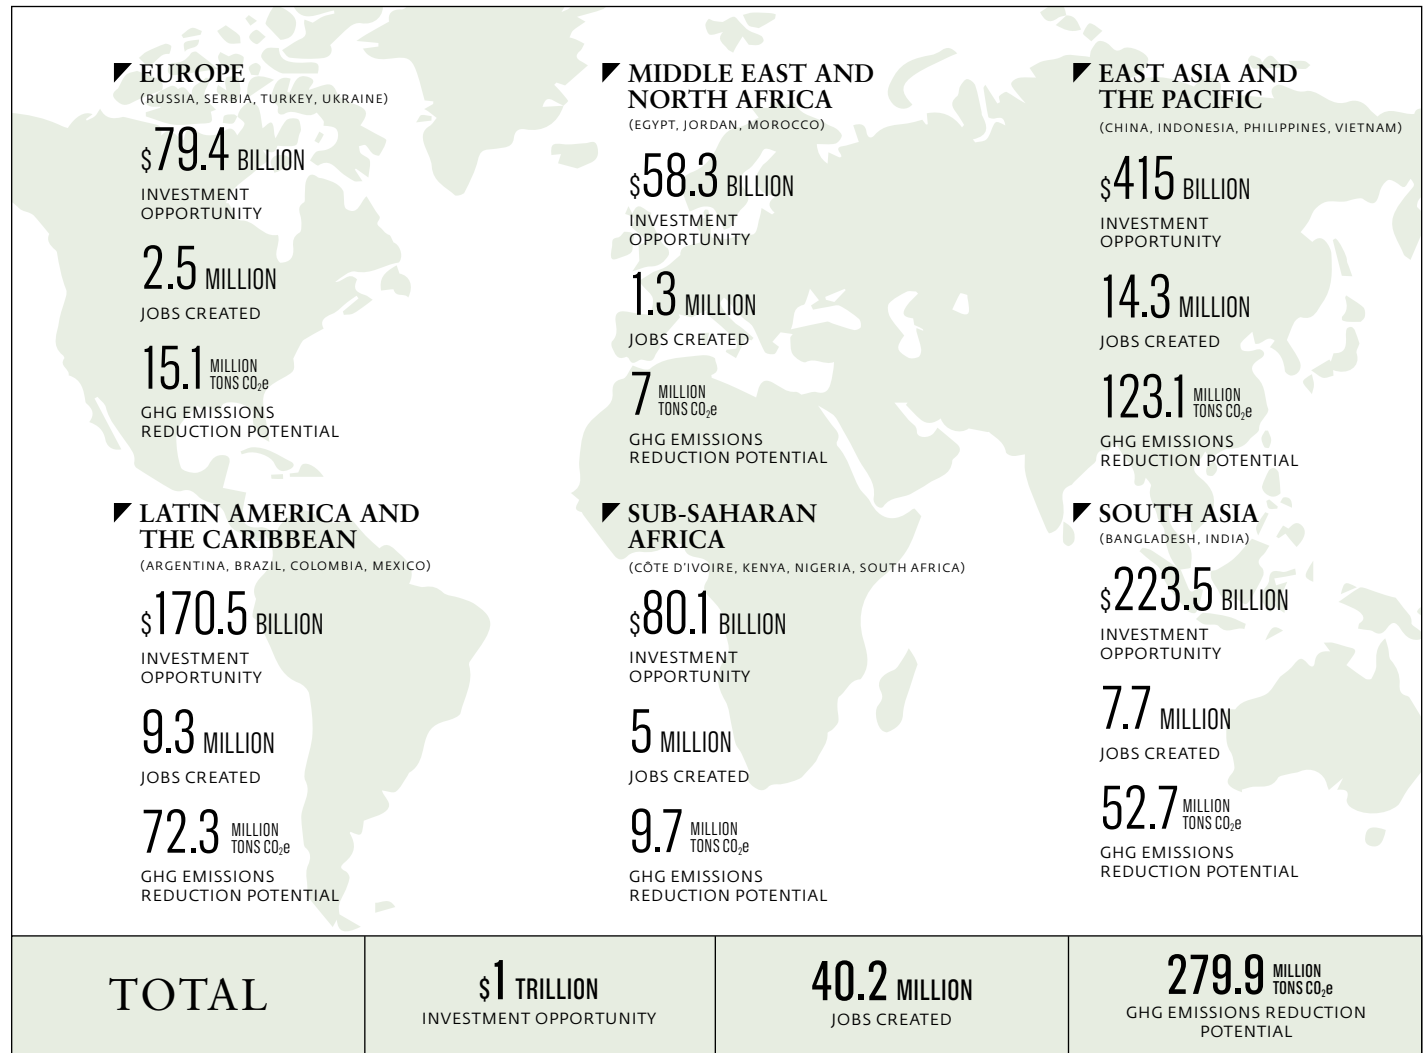 EUROPE
(RUSSIA, SERBIA, TURKEY, UKRAINE)
$79.4 BILLION
INVESTMENT
OPPORTUNITY
2.5 MILLION
JOBS CREATED
15.1 MILLION
TONS CO₂e
GHG EMISSIONS
REDUCTION POTENTIAL
MIDDLE EAST AND
NORTH AFRICA
(EGYPT, JORDAN, MOROCCO)
$58.3 BILLION
INVESTMENT
OPPORTUNITY
1.3 MILLION
JOBS CREATED
7 MILLION
TONS CO₂e
GHG EMISSIONS
REDUCTION POTENTIAL
EAST ASIA AND
THE PACIFIC
(CHINA, INDONESIA, PHILIPPINES, VIETNAM)
$415 BILLION
INVESTMENT
OPPORTUNITY
14.3 MILLION
JOBS CREATED
123.1 MILLION
TONS CO₂e
GHG EMISSIONS
REDUCTION POTENTIAL
LATIN AMERICA AND
THE CARIBBEAN
(ARGENTINA, BRAZIL, COLOMBIA, MEXICO)
$170.5 BILLION
INVESTMENT
OPPORTUNITY
9.3 MILLION
JOBS CREATED
72.3 MILLION
TONS CO₂e
GHG EMISSIONS
REDUCTION POTENTIAL
SUB-SAHARAN
AFRICA
(CÔTE D'IVOIRE, KENYA, NIGERIA, SOUTH AFRICA)
$80.1 BILLION
INVESTMENT
OPPORTUNITY
5 MILLION
JOBS CREATED
9.7 MILLION
TONS CO₂e
GHG EMISSIONS
REDUCTION POTENTIAL
SOUTH ASIA
(BANGLADESH, INDIA)
$223.5 BILLION
INVESTMENT
OPPORTUNITY
7.7 MILLION
JOBS CREATED
52.7 MILLION
TONS CO₂e
GHG EMISSIONS
REDUCTION POTENTIAL
TOTAL
$1 TRILLION
INVESTMENT OPPORTUNITY
40.2 MILLION
JOBS CREATED
279.9 MILLION
TONS CO₂e
GHG EMISSIONS REDUCTION
POTENTIAL